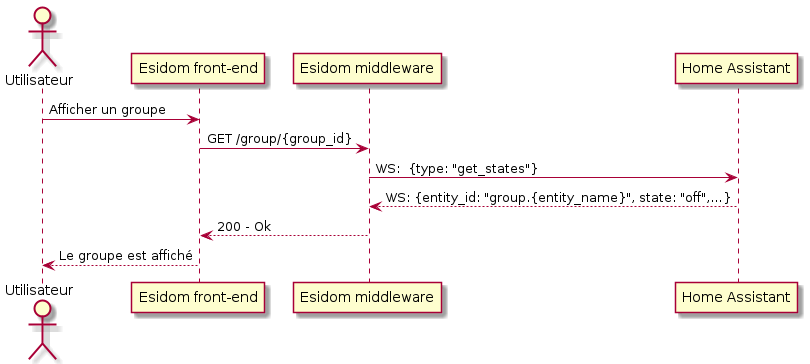 Utilisateur
Esidom front-end
Esidom middleware
Home Assistant
Afficher un groupe
GET /group/{group_id}
WS:  {type: "get_states"}
WS: {entity_id: "group.{entity_name}", state: "off",...}
200 - Ok
Le groupe est affiché
Utilisateur
Esidom front-end
Esidom middleware
Home Assistant